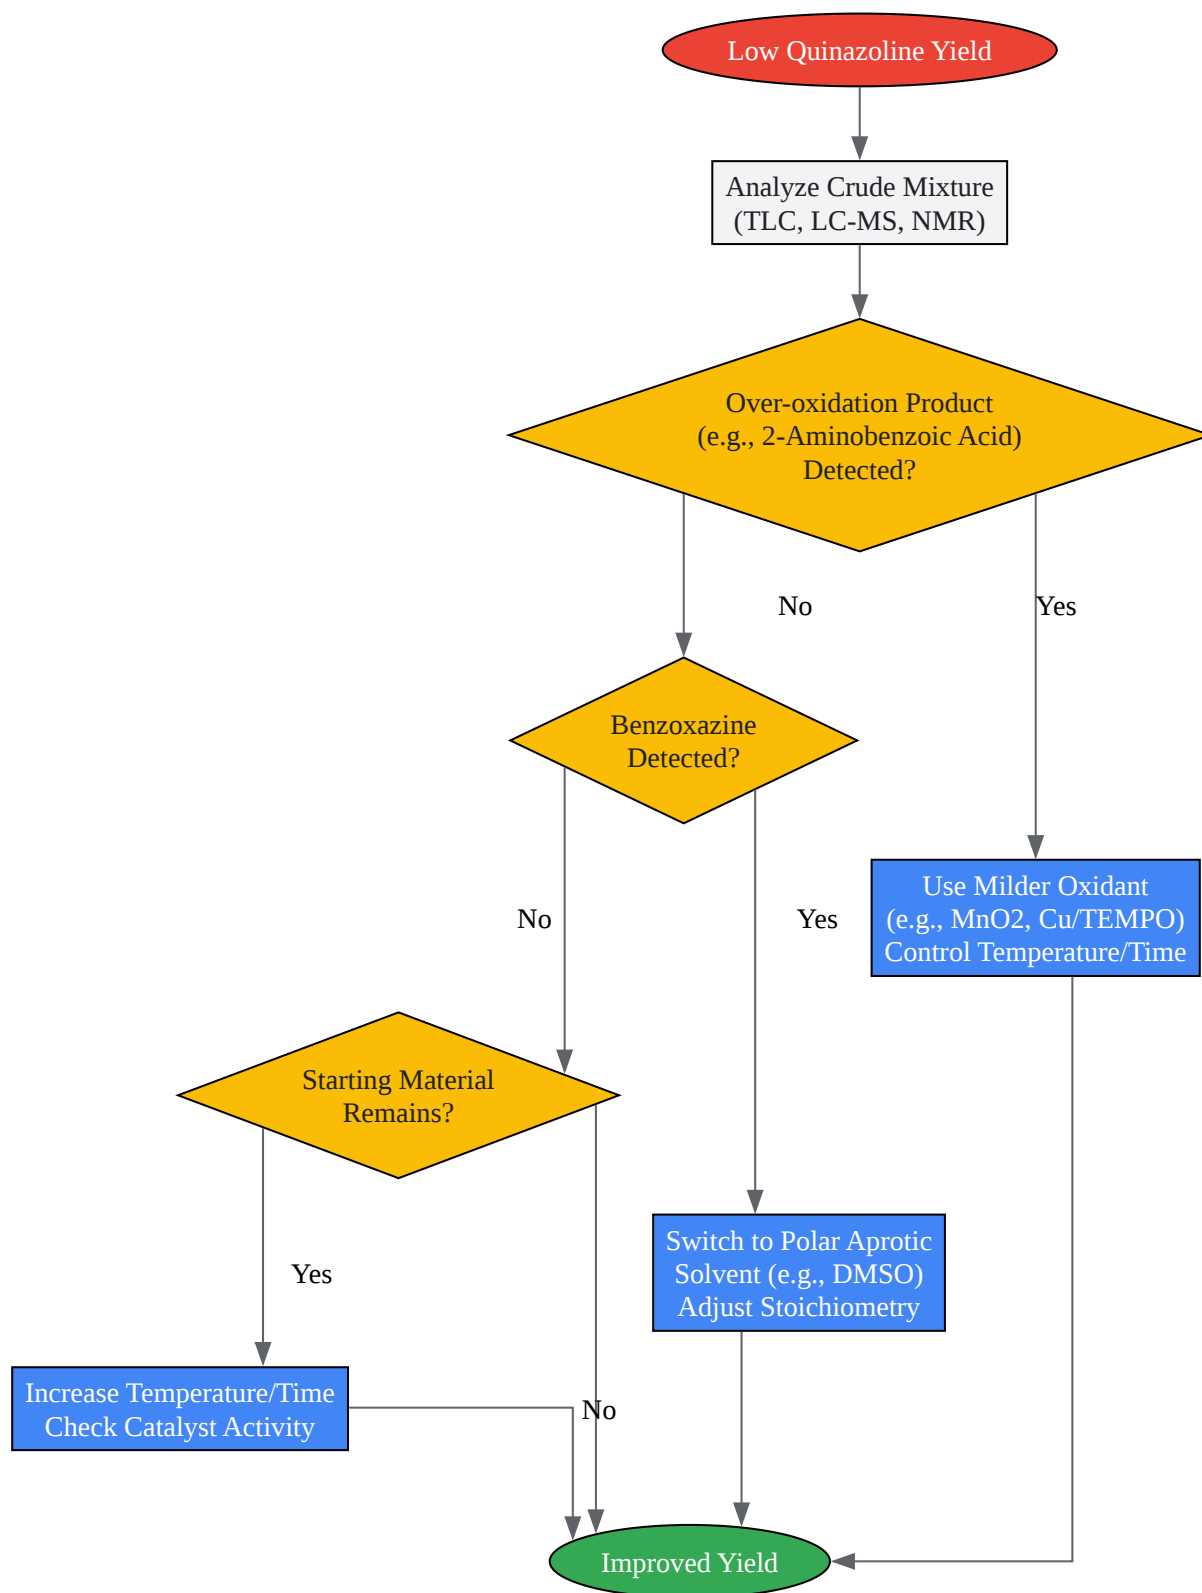 Low Quinazoline Yield
Analyze Crude Mixture
(TLC, LC-MS, NMR)
Over-oxidation Product
(e.g., 2-Aminobenzoic Acid)
Detected?
No
Yes
Benzoxazine
Detected?
Use Milder Oxidant
(e.g., MnO2, Cu/TEMPO)
Control Temperature/Time
No
Yes
Starting Material
Remains?
Switch to Polar Aprotic
Solvent (e.g., DMSO)
Adjust Stoichiometry
Yes
Increase Temperature/Time
Check Catalyst Activity
No
Improved Yield